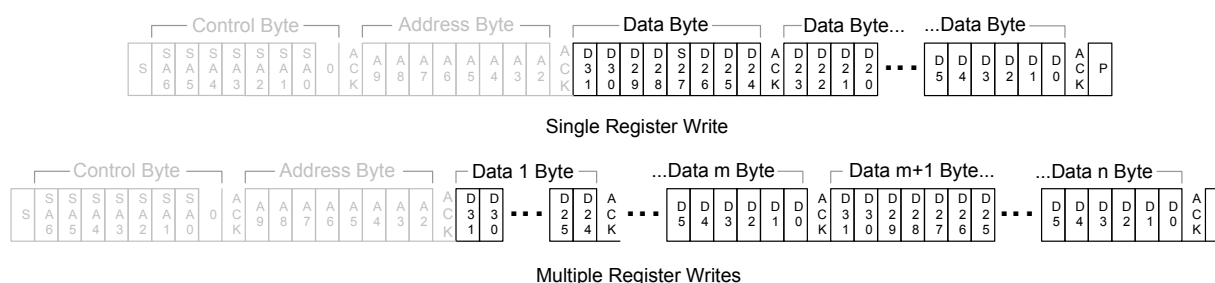 Control Byte Address Byte Data Byte Data Byte... ...Data Byte
S SA6 SA5 SA4 SA3 SA2 SA1 SA0 0 ACK A9 A8 A7 A6 A5 A4 A3 A2 ACK D31 D30 D29 D28 S27 D26 D25 D24 ACK D23 D22 D21 D20 ... D5 D4 D3 D2 D1 D0 ACK P
Single Register Write
Control Byte Address Byte Data 1 Byte ...Data m Byte Data m+1 Byte... ...Data n Byte
S SA6 SA5 SA4 SA3 SA2 SA1 SA0 0 ACK A9 A8 A7 A6 A5 A4 A3 A2 ACK D31 D30 ... D25 D24 ACK ... D5 D4 D3 D2 D1 D0 ACK D31 D30 D29 D28 D27 D26 D25 ... D5 D4 D3 D2 D1 D0 ACK
Multiple Register Writes